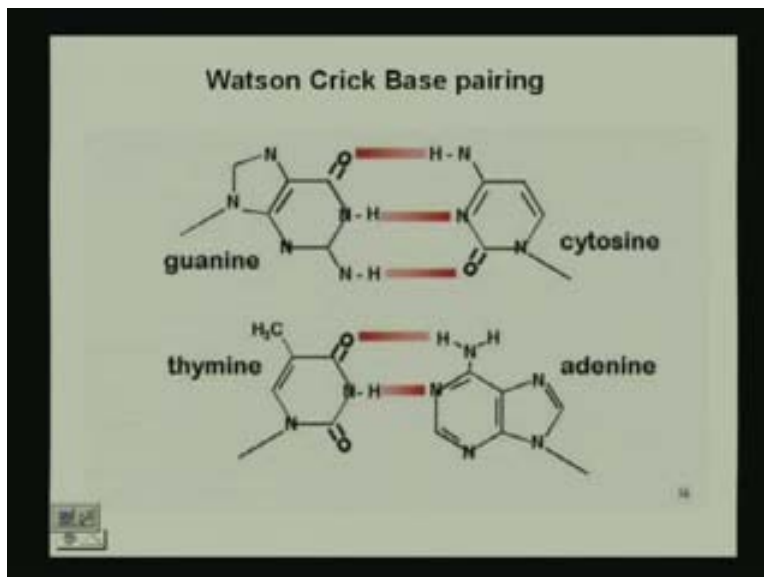 Watson Crick Base pairing
N
O
H - N
N
N - H
N
N
N - H
O
N
guanine
cytosine
H₃C
O
H
H
N
thymine
adenine
N - H
N
N
N
O
N
N